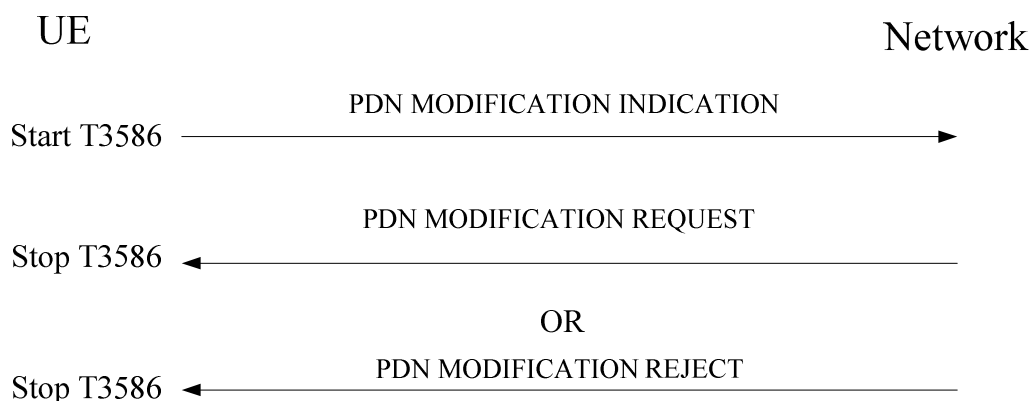 UE
Network
PDN MODIFICATION INDICATION
Start T3586
PDN MODIFICATION REQUEST
Stop T3586
OR
PDN MODIFICATION REJECT
Stop T3586